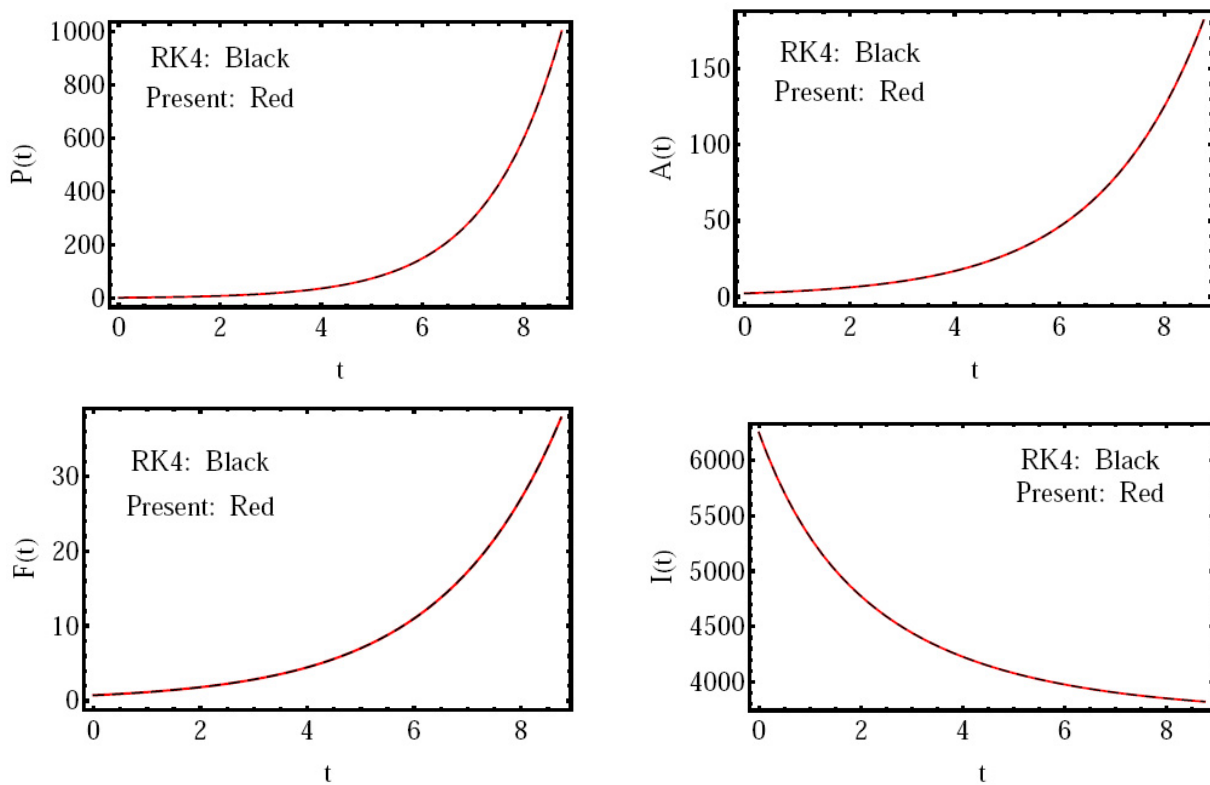 1000
800
600
400
200
0
P(t)
RK4: Black
Present: Red
0 2 4 6 8
t
150
100
50
0
A(t)
RK4: Black
Present: Red
0 2 4 6 8
t
30
20
10
0
F(t)
RK4: Black
Present: Red
0 2 4 6 8
t
6000
5500
5000
4500
4000
I(t)
RK4: Black
Present: Red
0 2 4 6 8
t